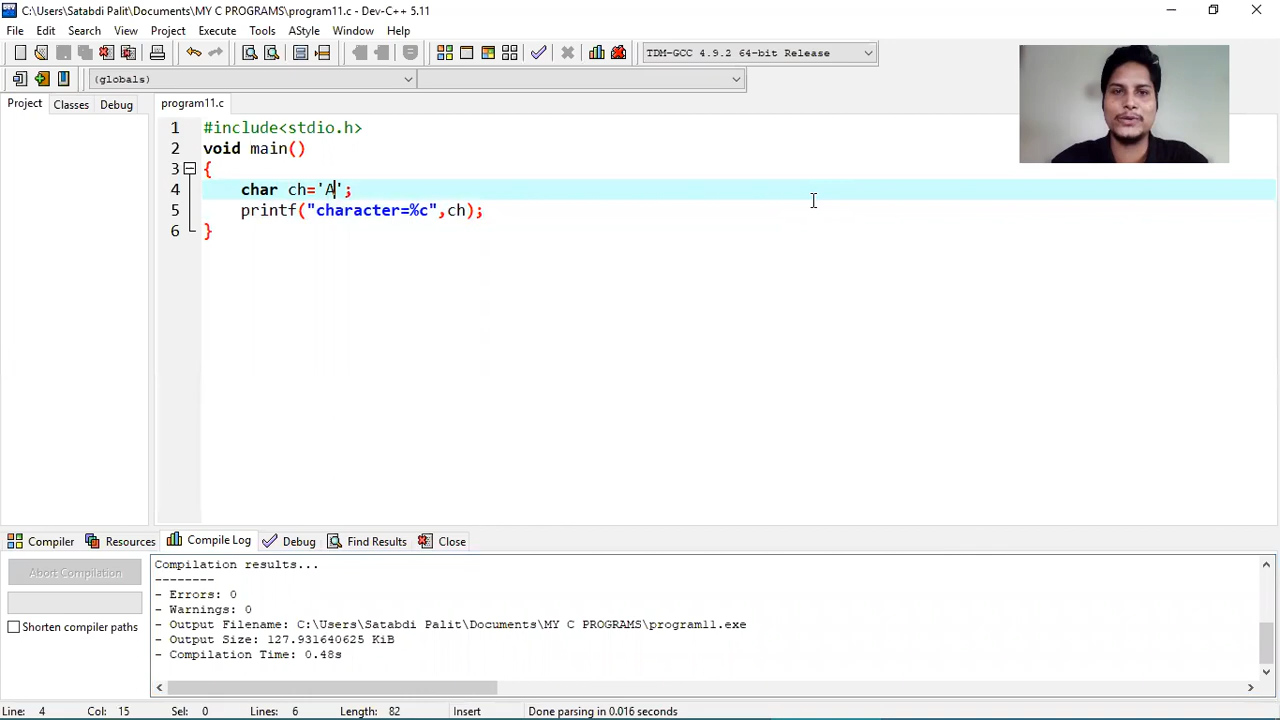 C:\Users\Satabdi Palit\Documents\MY C PROGRAMS\program11.c - Dev-C++ 5.11
File Edit Search View Project Execute Tools AStyle Window Help
TDM-GCC 4.9.2 64-bit Release
(globals)
Project Classes Debug program11.c
1 #include<stdio.h>
2 void main()
3 {
4 char ch='A';
5 printf("character=%c",ch);
6 }
Compiler Resources Compile Log Debug Find Results Close
Abort Compilation
Shorten compiler paths
Compilation results...
--------
- Errors: 0
- Warnings: 0
- Output Filename: C:\Users\Satabdi Palit\Documents\MY C PROGRAMS\program11.exe
- Output Size: 127.931640625 KiB
- Compilation Time: 0.48s
Line: 4 Col: 15 Sel: 0 Lines: 6 Length: 82 Insert Done parsing in 0.016 seconds